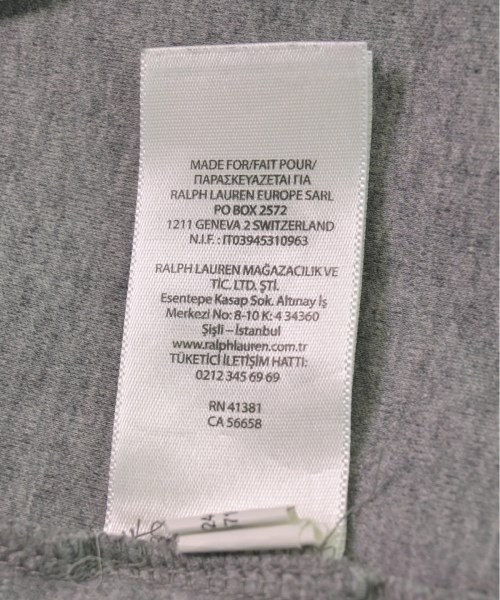 MADE FOR/FAIT POUR/
ΠΑΡΑΣΚΕΥΑΖΕΤΑΙ ΓΙΑ
RALPH LAUREN EUROPE SARL
PO BOX 2572
1211 GENEVA 2 SWITZERLAND
N.I.F. : IT03945310963
RALPH LAUREN MAĞAZACILIK VE
TİC. LTD. ŞTİ.
Esentepe Kasap Sok. Altınay İş
Merkezi No: 8-10 K: 4 34360
Şişli – İstanbul
www.ralphlauren.com.tr
TÜKETİCİ İLETİŞİM HATTI:
0212 345 69 69
RN 41381
CA 56658